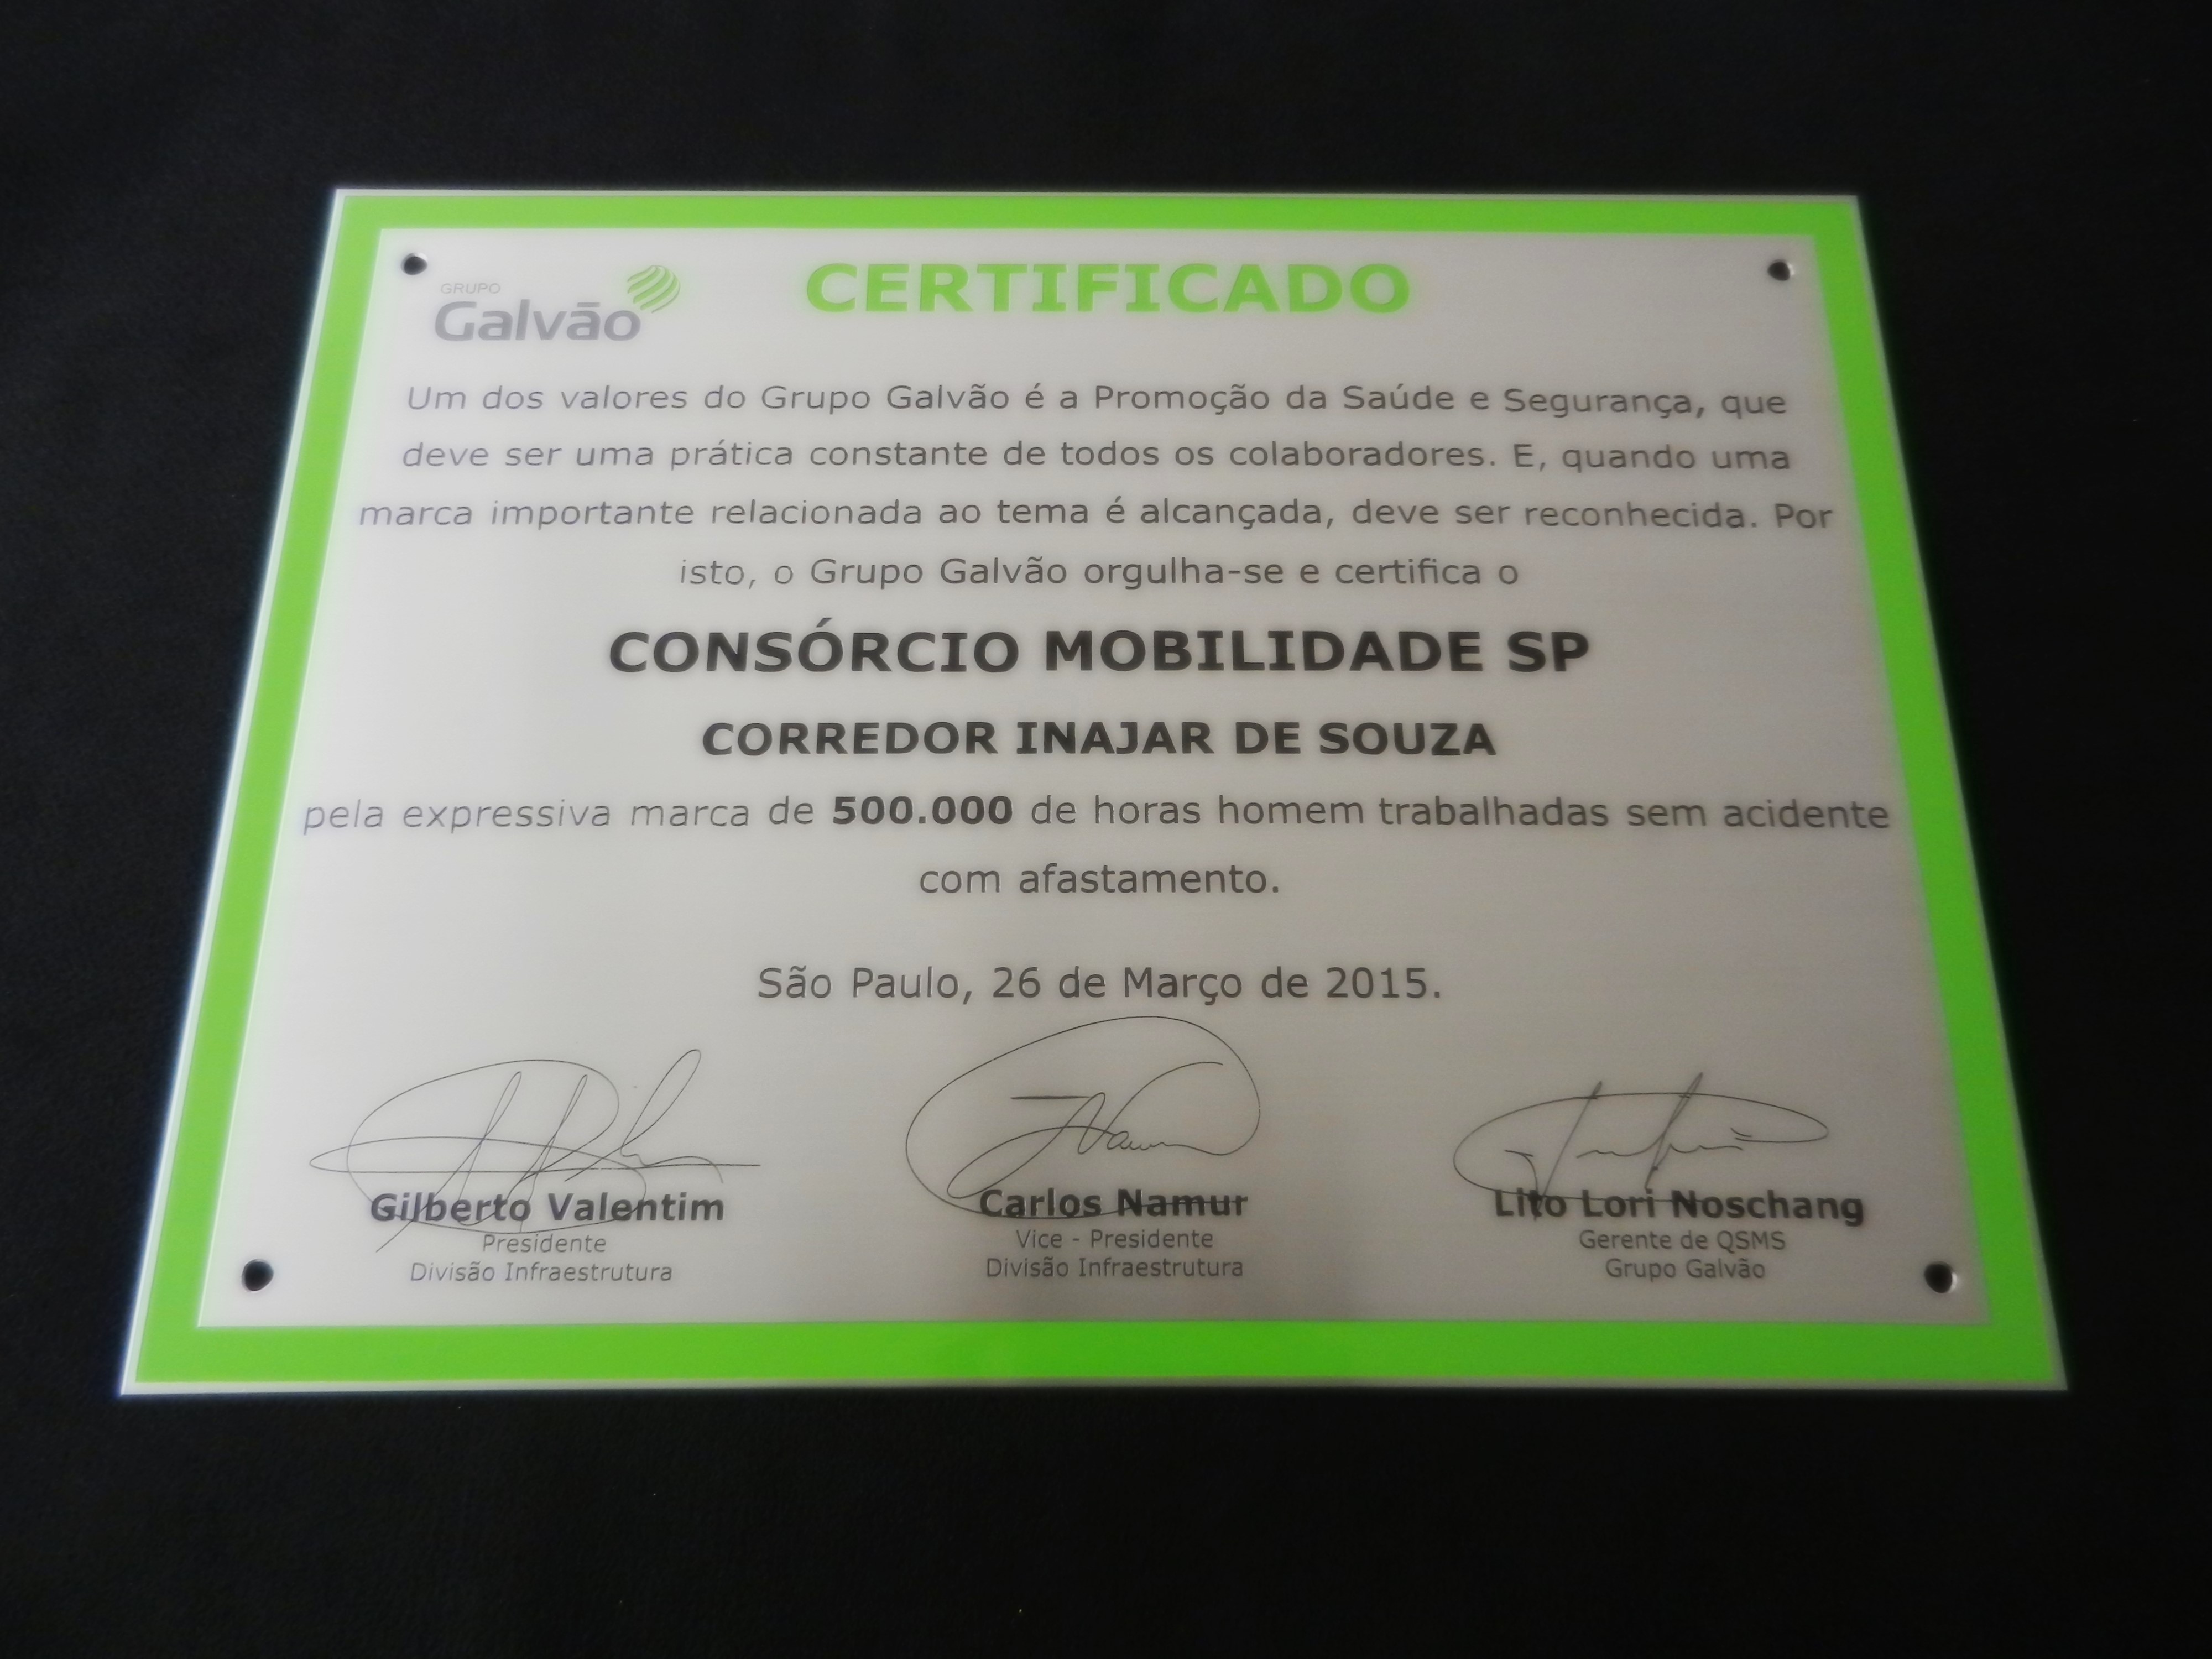 GRUPO
Galvão
CERTIFICADO
Um dos valores do Grupo Galvão é a Promoção da Saúde e Segurança, que
deve ser uma prática constante de todos os colaboradores. E, quando uma
marca importante relacionada ao tema é alcançada, deve ser reconhecida. Por
isto, o Grupo Galvão orgulha-se e certifica o
CONSÓRCIO MOBILIDADE SP
CORREDOR INAJAR DE SOUZA
pela expressiva marca de 500.000 de horas homem trabalhadas sem acidente
com afastamento.
São Paulo, 26 de Março de 2015.
Gilberto Valentim
Presidente
Divisão Infraestrutura
Carlos Namur
Vice - Presidente
Divisão Infraestrutura
Lito Lori Noschang
Gerente de QSMS
Grupo Galvão